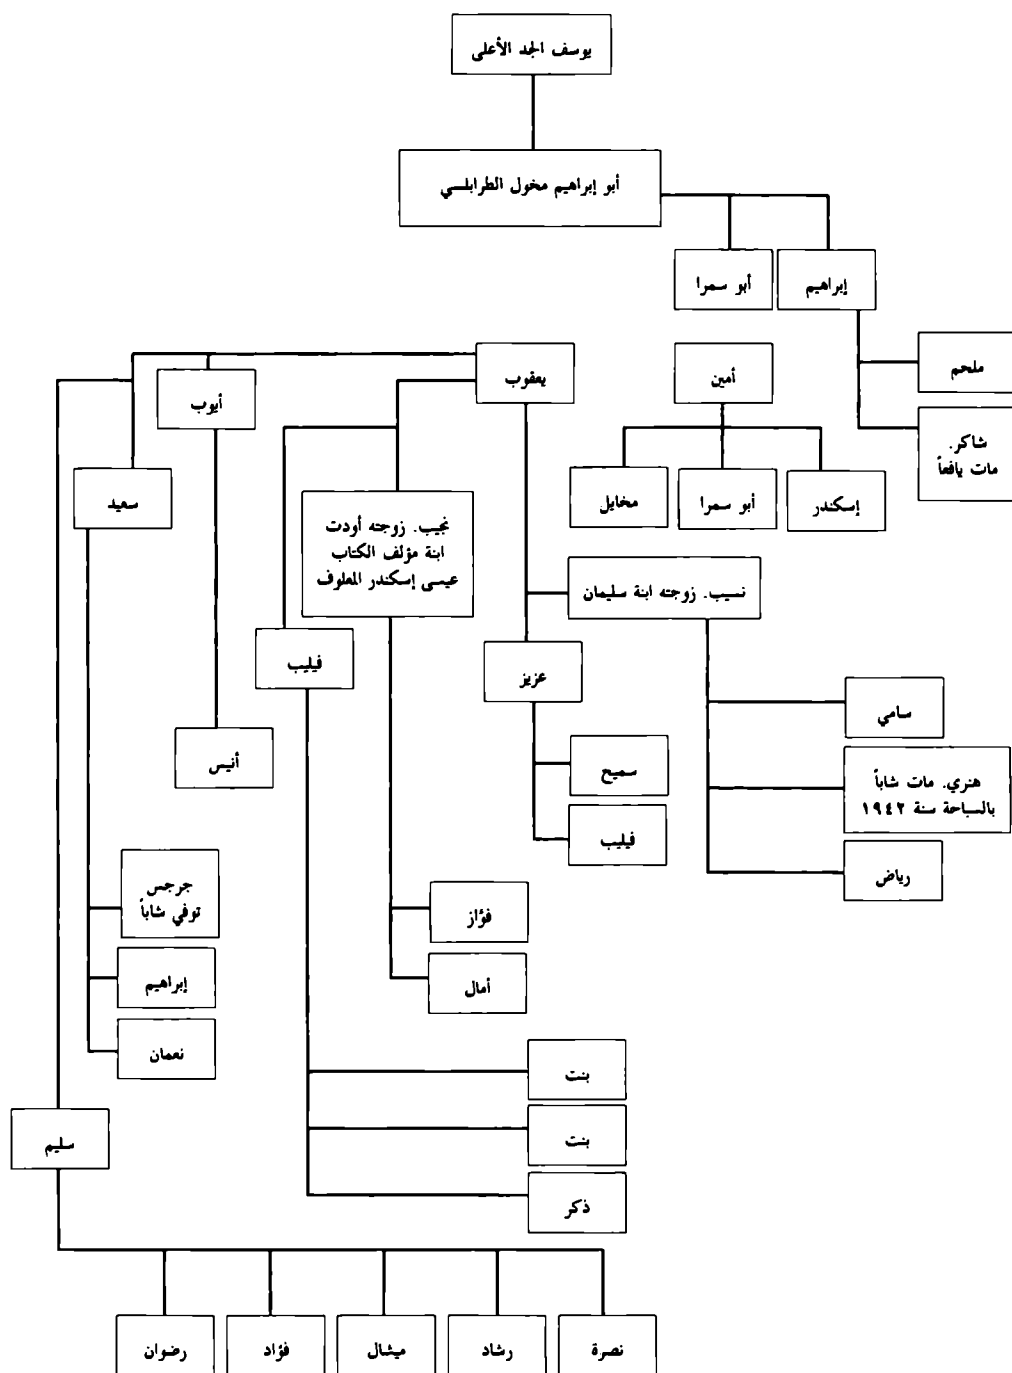 يوسف الجد الأعلى
أبو إبراهيم مخول الطرابلسي
إبراهيم
أبو سمرا
ملحم
شاكر.
مات يافعاً
أمين
إسكندر
أبو سمرا
مخايل
يعقوب
أيوب
سعيد
نجيب. زوجته أودت
ابنة مؤلف الكتاب
عيسى إسكندر المعلوف
نسيب. زوجته ابنة سليمان
فيليب
عزيز
سامي
هنري. مات شاباً
بالسباحة سنة ١٩٤٢
رياض
أنيس
سميح
فيليب
جرجس
توفي شاباً
إبراهيم
نعمان
فؤاز
أمال
بنت
بنت
ذكر
سليم
نصرة
رشاد
ميشال
فؤاد
رضوان